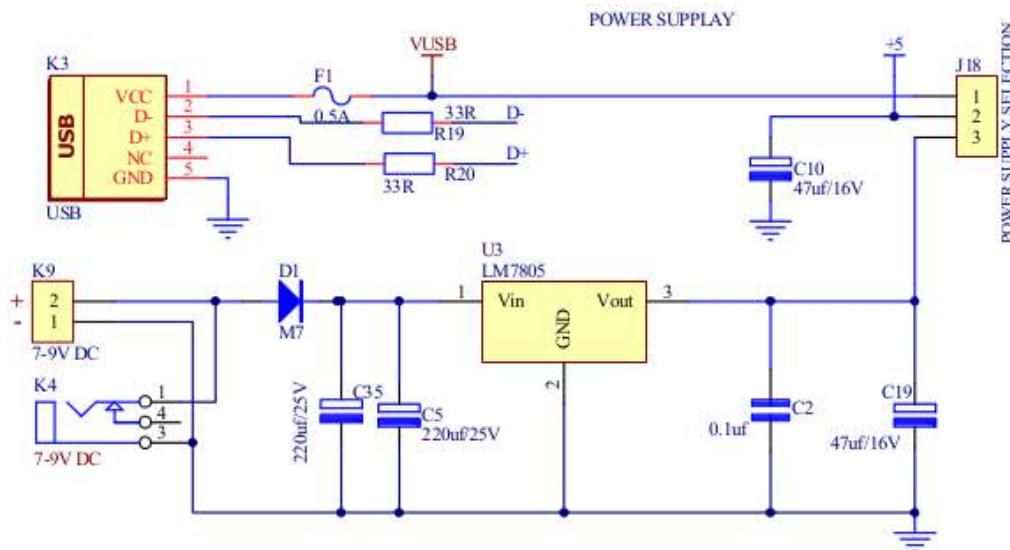 POWER SUPPLAY
K3
USB
VCC 1
D- 2
D+ 3
NC 4
GND 5
USB
F1
0.5A
VUSB
33R
R19
D-
33R
R20
D+
+5
J18
1
2
3
POWER SUPPLY SELECTION
C10
47uf/16V
K9
+ 2
- 1
7-9V DC
K4
1
4
3
7-9V DC
D1
M7
C35
220uf/25V
C5
220uf/25V
U3
LM7805
1 Vin Vout 3
GND
2
C2
0.1uf
C19
47uf/16V